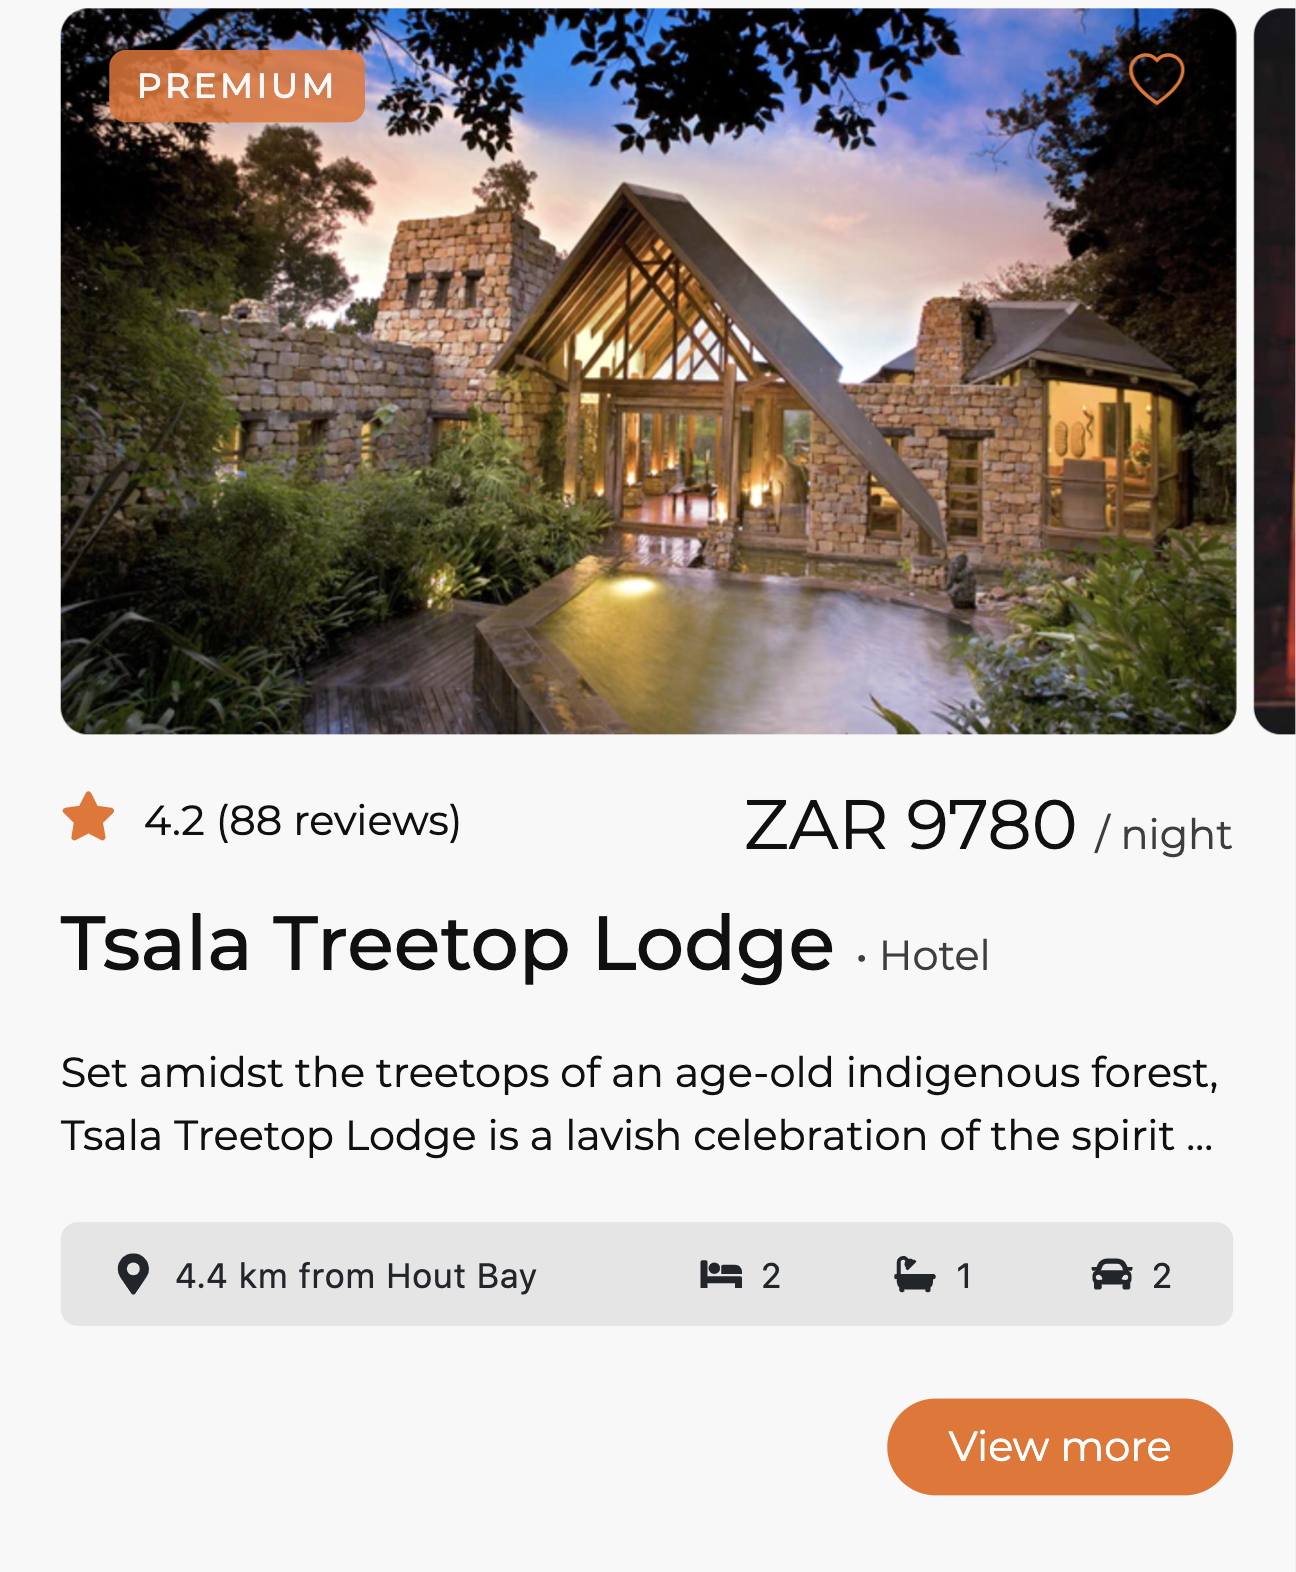 PREMIUM
4.2 (88 reviews)
ZAR 9780 / night
Tsala Treetop Lodge · Hotel
Set amidst the treetops of an age-old indigenous forest,
Tsala Treetop Lodge is a lavish celebration of the spirit ...
4.4 km from Hout Bay 2 1 2
View more